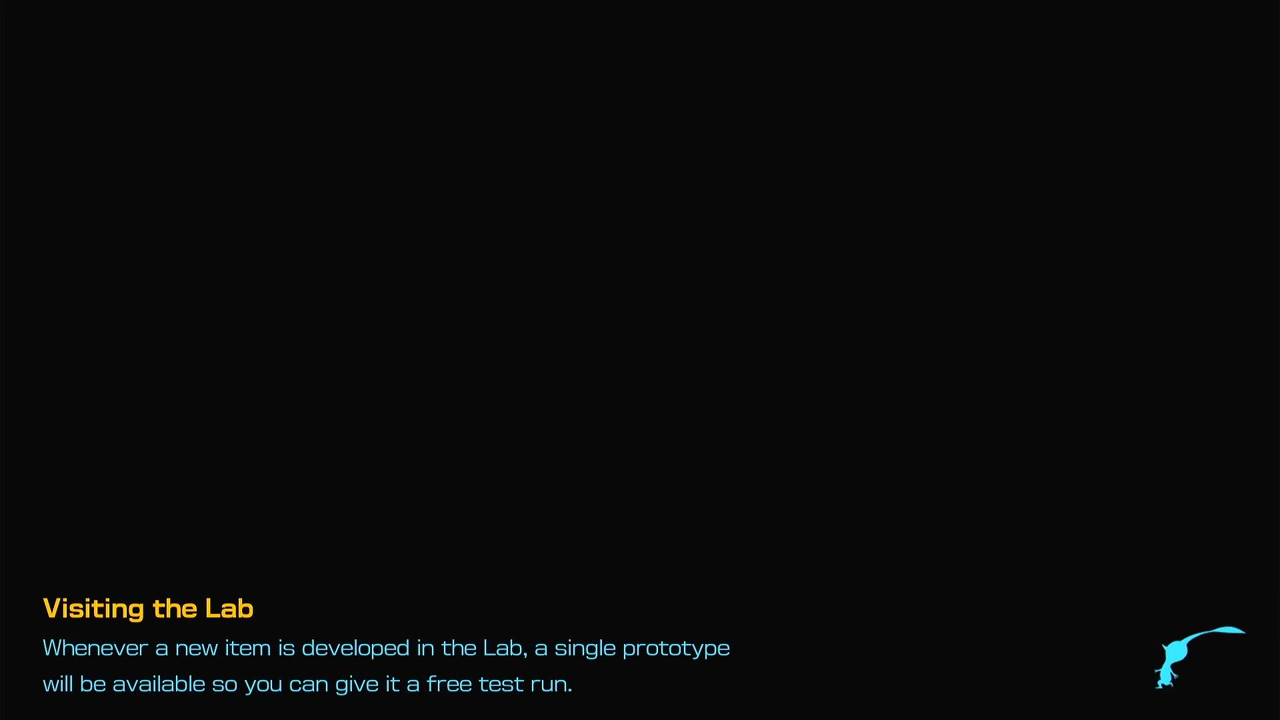 Visiting the Lab
Whenever a new item is developed in the Lab, a single prototype
will be available so you can give it a free test run.